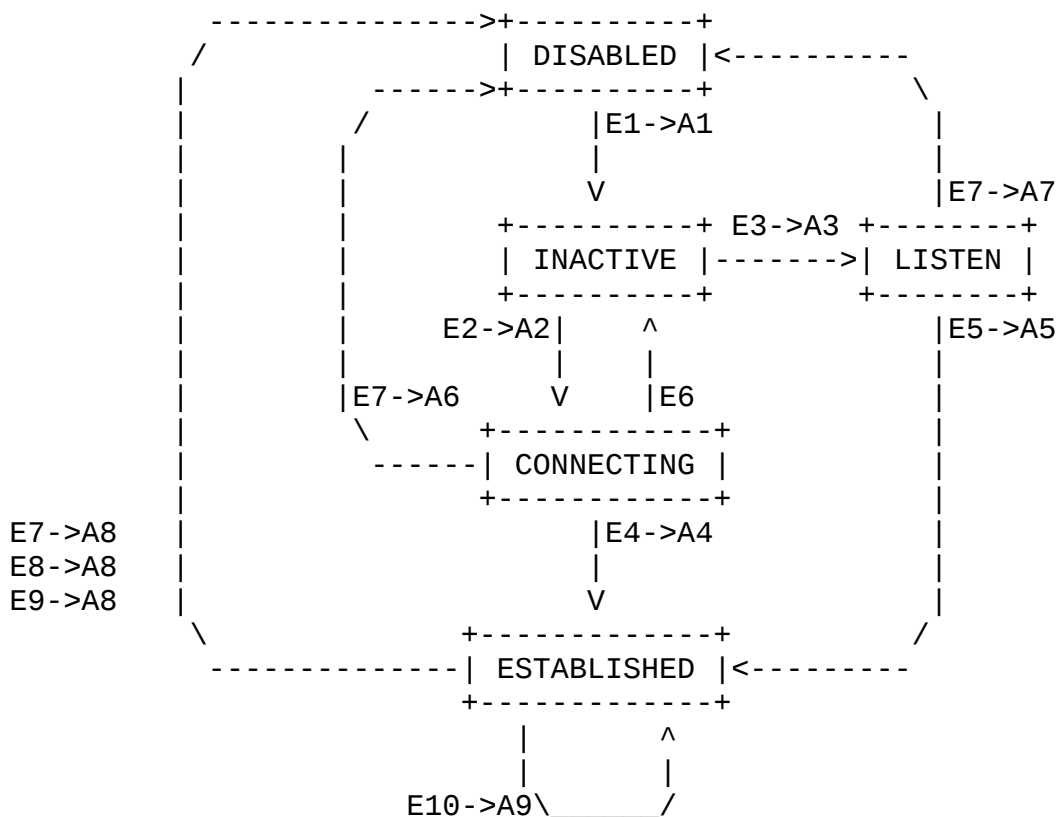 DISABLED
E1->A1
E7->A7
E3->A3
INACTIVE LISTEN
E2->A2 E5->A5
E7->A6 E6
CONNECTING
E7->A8 E4->A4
E8->A8
E9->A8
ESTABLISHED
E10->A9